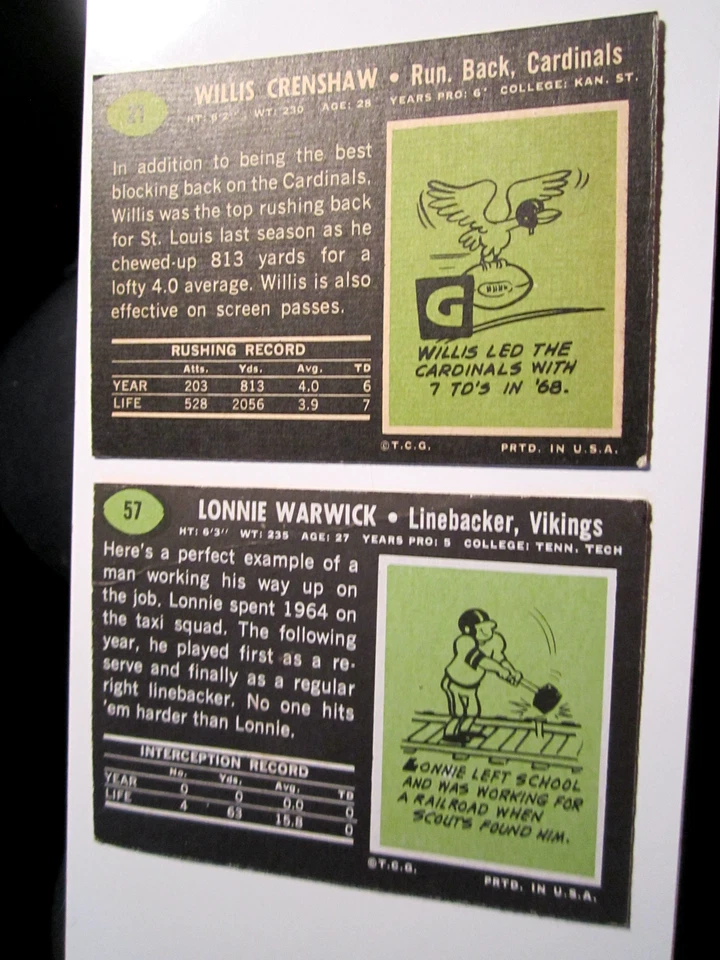 21
WILLIS CRENSHAW • Run. Back, Cardinals
HT: 6'2" WT: 230 AGE: 28 YEARS PRO: 6 COLLEGE: KAN. ST.
In addition to being the best
blocking back on the Cardinals,
Willis was the top rushing back
for St. Louis last season as he
chewed-up 813 yards for a
lofty 4.0 average. Willis is also
effective on screen passes.
RUSHING RECORD
Atts. Yds. Avg. TD
YEAR 203 813 4.0 6
LIFE 528 2056 3.9 7
G
WILLIS LED THE
CARDINALS WITH
7 TD'S IN '68.
©T.C.G. PRTD. IN U.S.A.
57
LONNIE WARWICK • Linebacker, Vikings
HT: 6'3" WT: 235 AGE: 27 YEARS PRO: 5 COLLEGE: TENN. TECH
Here's a perfect example of a
man working his way up on
the job. Lonnie spent 1964 on
the taxi squad. The following
year, he played first as a re-
serve and finally as a regular
right linebacker. No one hits
'em harder than Lonnie.
INTERCEPTION RECORD
No. Yds. Avg. TD
YEAR 0 0 0.0 0
LIFE 4 63 15.8 0
LONNIE LEFT SCHOOL
AND WAS WORKING FOR
A RAILROAD WHEN
SCOUTS FOUND HIM.
©T.C.G. PRTD. IN U.S.A.